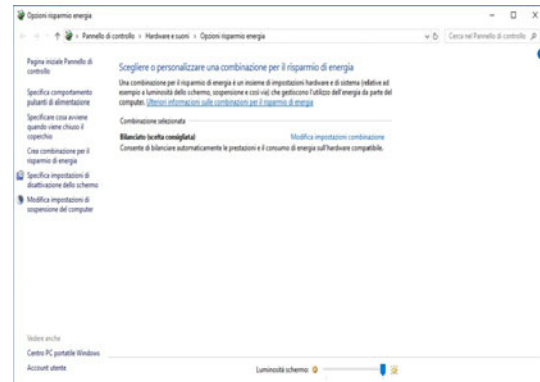 Opzioni risparmio energia
Pannello di controllo › Hardware e suoni › Opzioni risparmio energia
Cerca nel Pannello di controllo
Pagina iniziale Pannello di controllo
Specifica comportamento pulsanti di alimentazione
Specificare cosa avviene quando viene chiuso il coperchio
Crea combinazione per il risparmio di energia
Specifica impostazioni di disattivazione dello schermo
Modifica impostazioni di sospensione del computer
Scegliere o personalizzare una combinazione per il risparmio di energia
Una combinazione per il risparmio di energia è un insieme di impostazioni hardware e di sistema (relative ad
esempio a luminosità dello schermo, sospensione e così via) che gestiscono l'utilizzo dell'energia da parte del
computer. Ulteriori informazioni sulle combinazioni per il risparmio di energia
Combinazione selezionata
Bilanciato (scelta consigliata) Modifica impostazioni combinazione
Consente di bilanciare automaticamente le prestazioni e il consumo di energia sull'hardware compatibile.
Vedere anche
Centro PC portatile Windows
Account utente
Luminosità schermo: